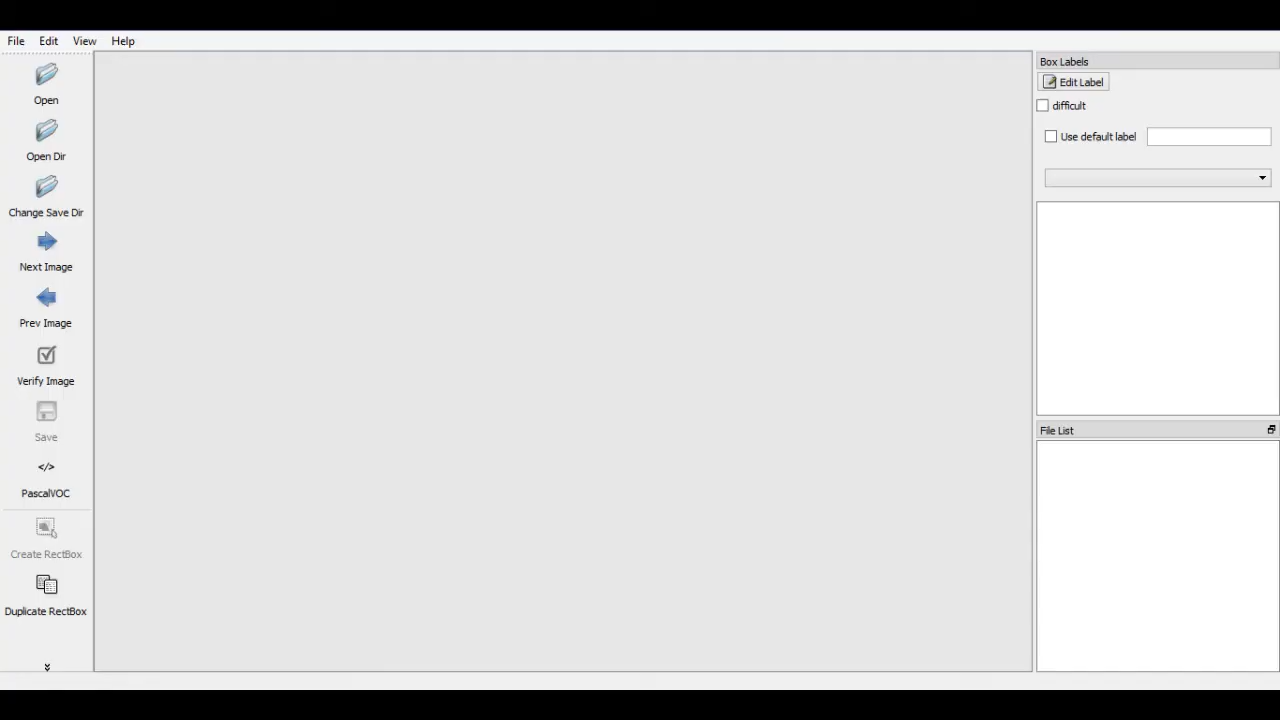 File Edit View Help
Open
Open Dir
Change Save Dir
Next Image
Prev Image
Verify Image
Save
</>
PascalVOC
Create RectBox
Duplicate RectBox
Box Labels
Edit Label
difficult
Use default label
File List